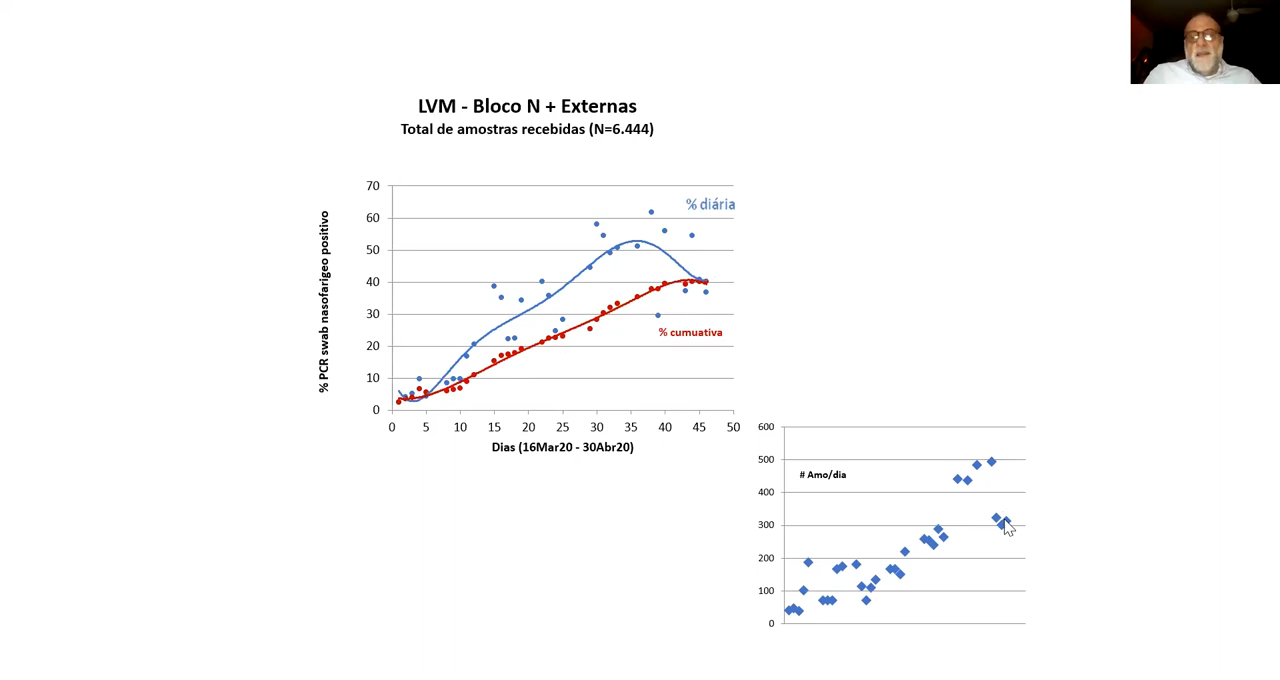 LVM - Bloco N + Externas
Total de amostras recebidas (N=6.444)
% PCR swab nasofarigeo positivo
70
60
50
40
30
20
10
0
% diária
% cumuativa
0 5 10 15 20 25 30 35 40 45 50
Dias (16Mar20 - 30Abr20)
600
500
400
300
200
100
0
# Amo/dia